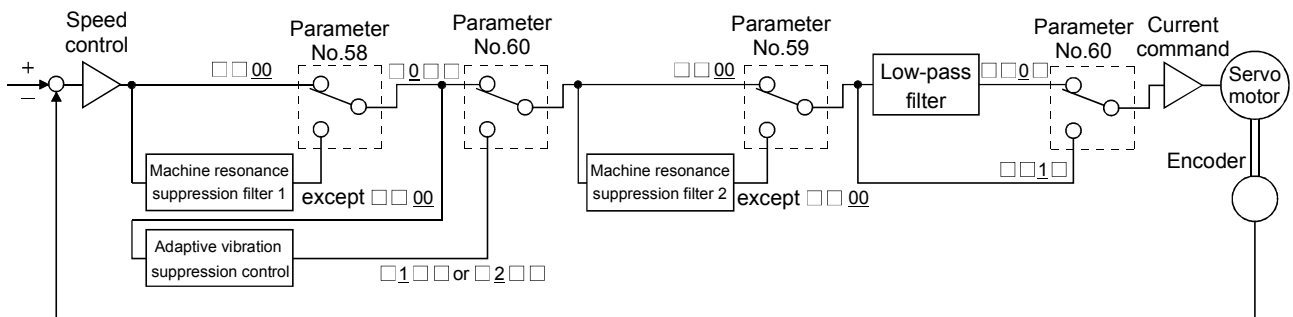 Speed
control
Parameter
No.58
Parameter
No.60
Parameter
No.59
Parameter
No.60
Current
command
+
−
□□00
□0□□
□□00
Low-pass
filter
□□0□
Servo
motor
Machine resonance
suppression filter 1
except □□00
Machine resonance
suppression filter 2
except □□00
□□1□
Encoder
Adaptive vibration
suppression control
□1□□ or □2□□